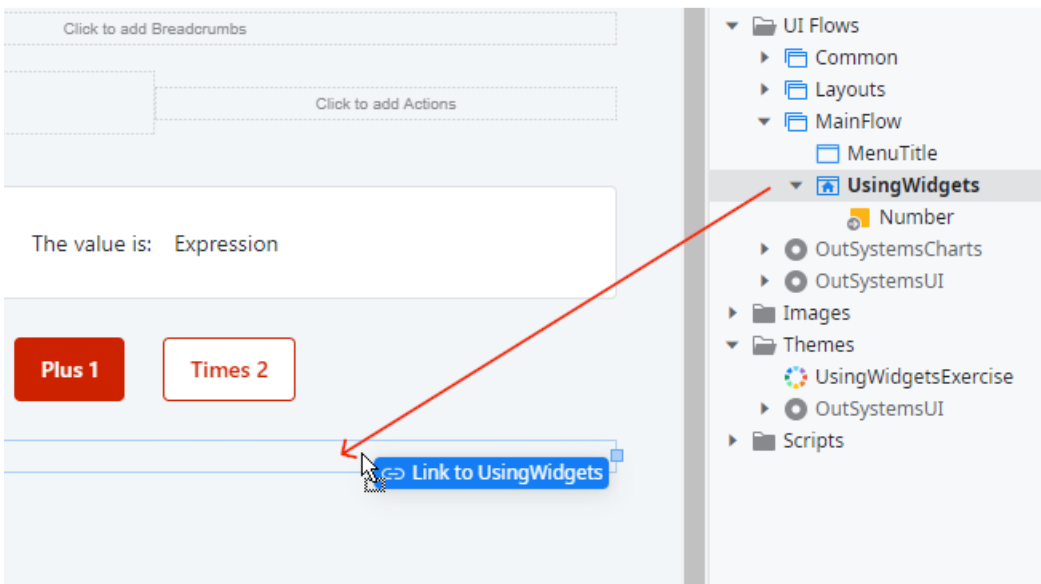 Click to add Breadcrumbs
Click to add Actions
The value is: Expression
Plus 1
Times 2
Link to UsingWidgets
UI Flows
Common
Layouts
MainFlow
MenuTitle
UsingWidgets
Number
OutSystemsCharts
OutSystemsUI
Images
Themes
UsingWidgetsExercise
OutSystemsUI
Scripts